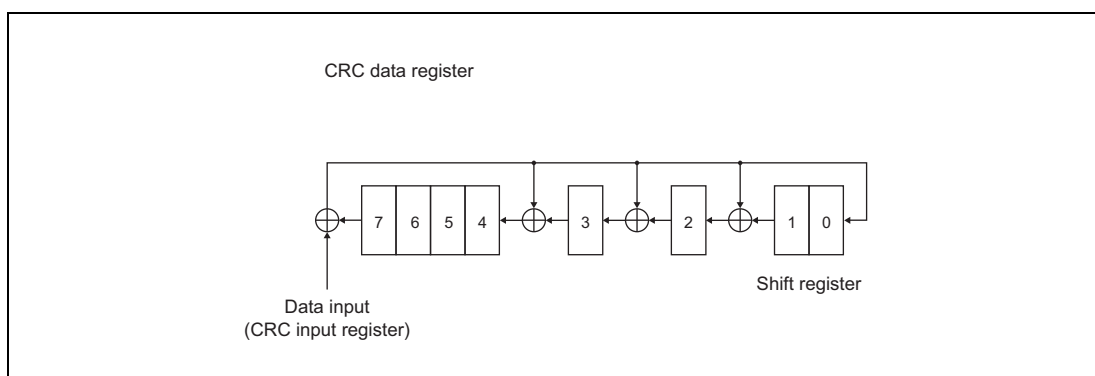 CRC data register
7 6 5 4 3 2 1 0
Shift register
Data input
(CRC input register)